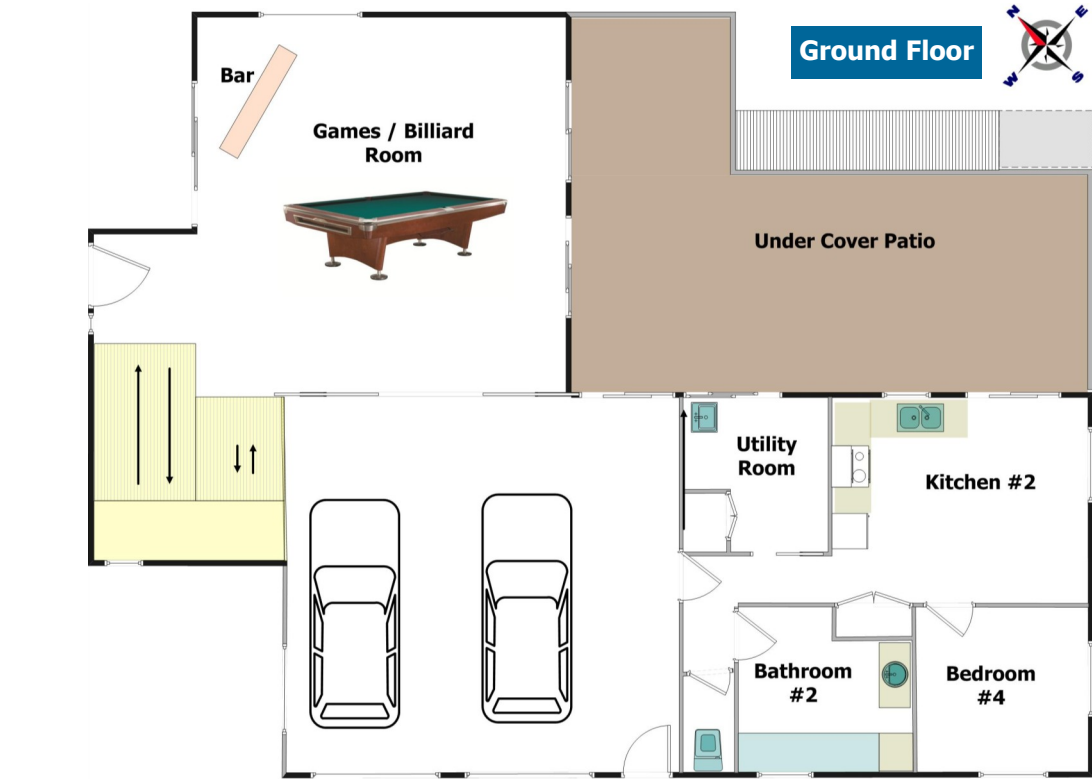 Ground Floor
N
E
W
S
Bar
Games / Billiard
Room
Under Cover Patio
Utility
Room
Kitchen #2
Bathroom
#2
Bedroom
#4